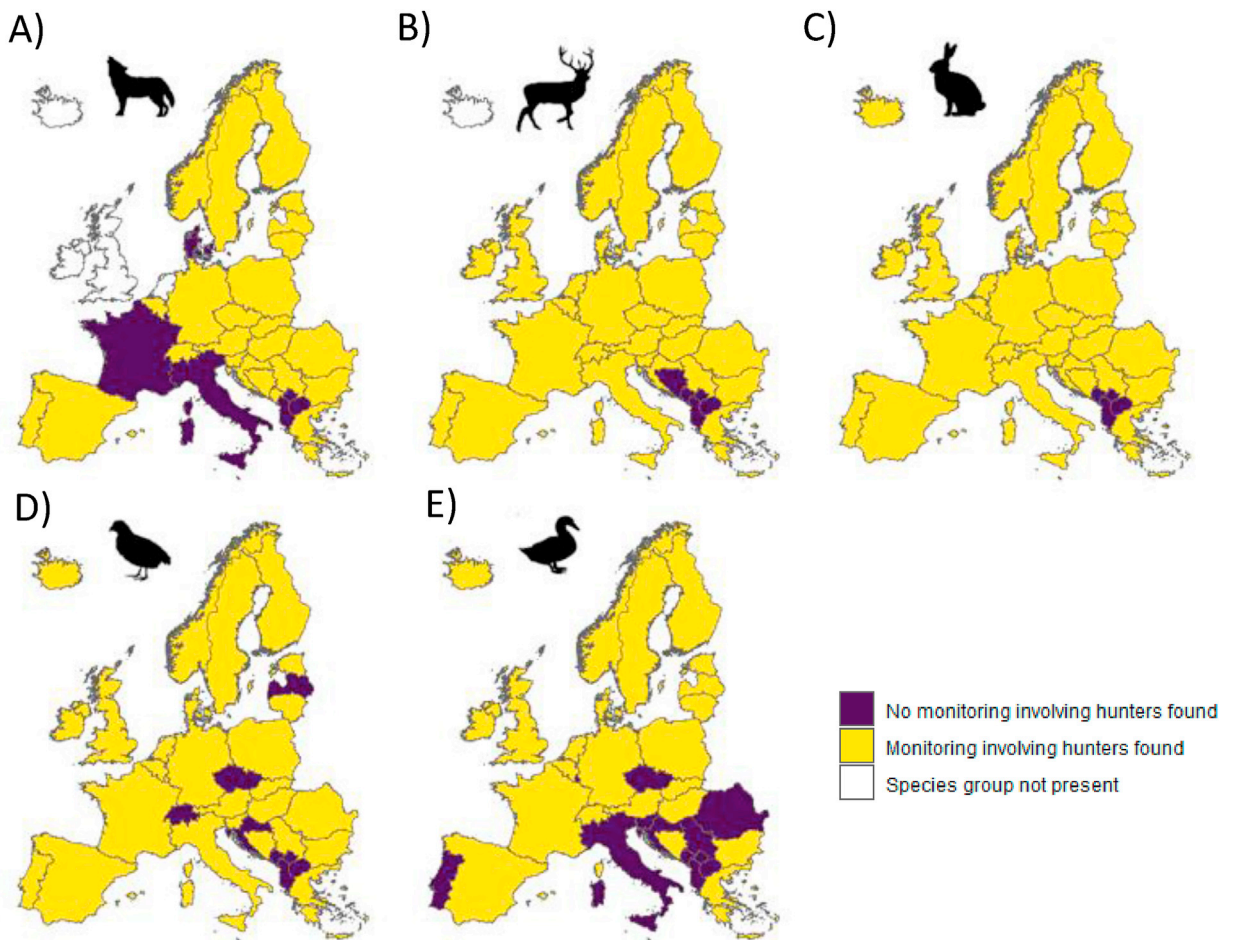 A)
B)
C)
D)
E)
No monitoring involving hunters found
Monitoring involving hunters found
Species group not present